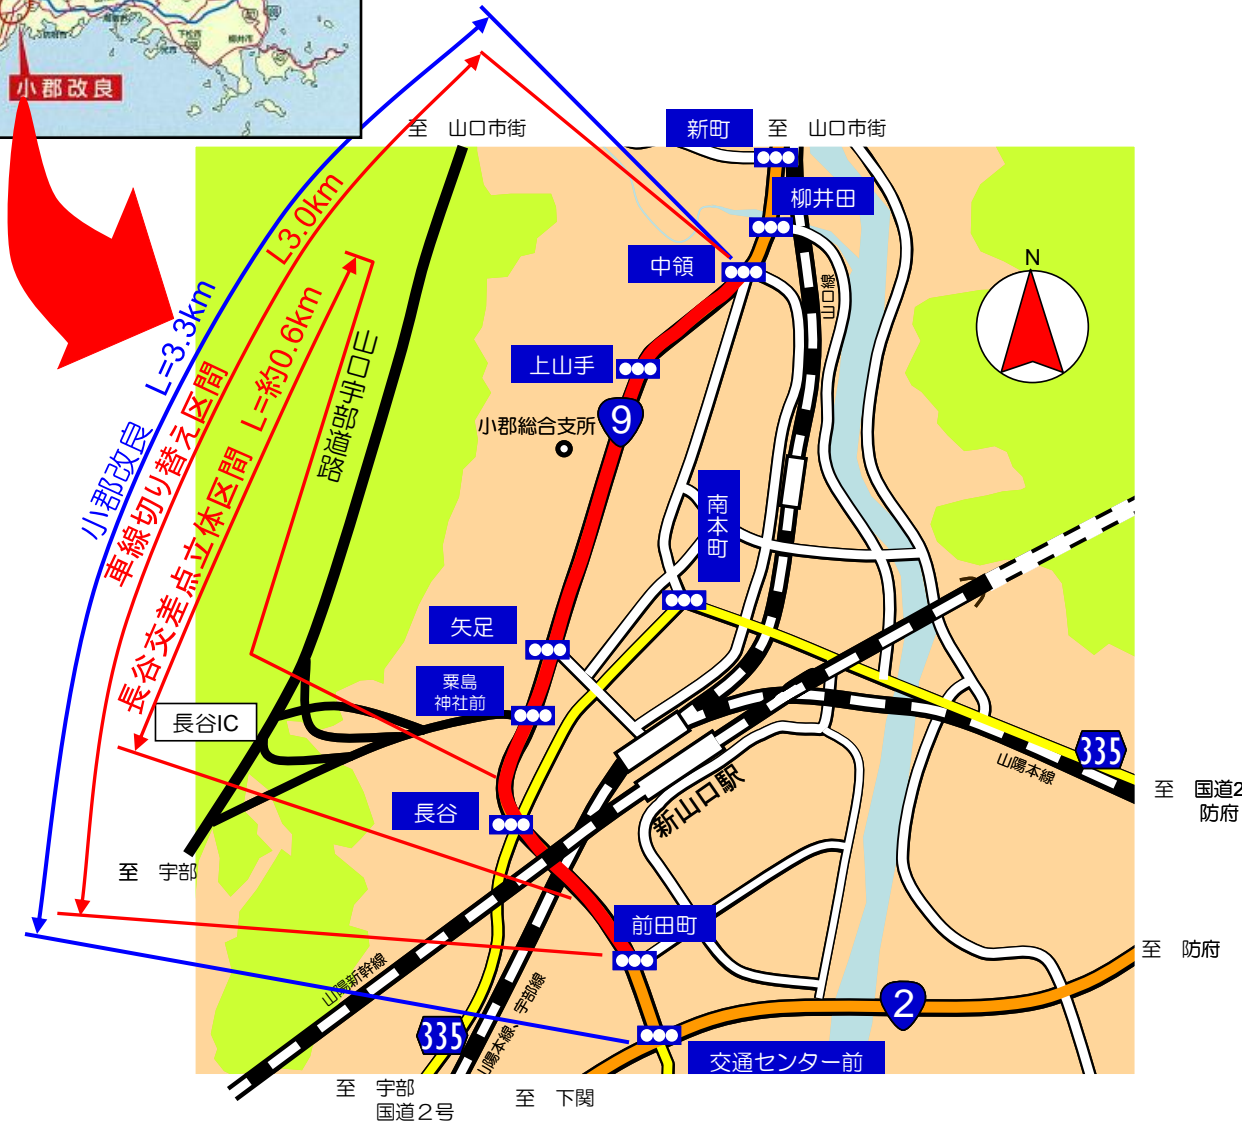 下松市
柳井市
小郡改良
至 山口市街
新町
至 山口市街
柳井田
中領
N
山口線
L3.0km
L=3.3km
L=約0.6km
上山手
山口宇部道路
小郡総合支所
9
小郡改良
車線切り替え区間
長谷交差点立体区間
南本町
矢足
粟島
神社前
長谷IC
335
山陽本線
至 国道2
防府
新山口駅
長谷
至 宇部
前田町
至 防府
山陽新幹線
山陽本線、宇部線
2
335
交通センター前
至 宇部
国道２号
至 下関